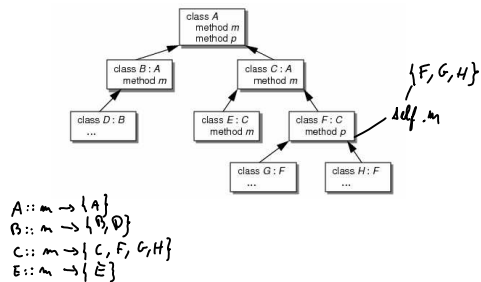 class A
method m
method p
class B : A
method m
class C : A
method m
{F, G, H}
class D : B
...
class E : C
method m
class F : C
method p
self.m
class G : F
...
class H : F
...
A :: m → {A}
B :: m → {B, D}
C :: m → { C, F, G, H}
E :: m → {E}